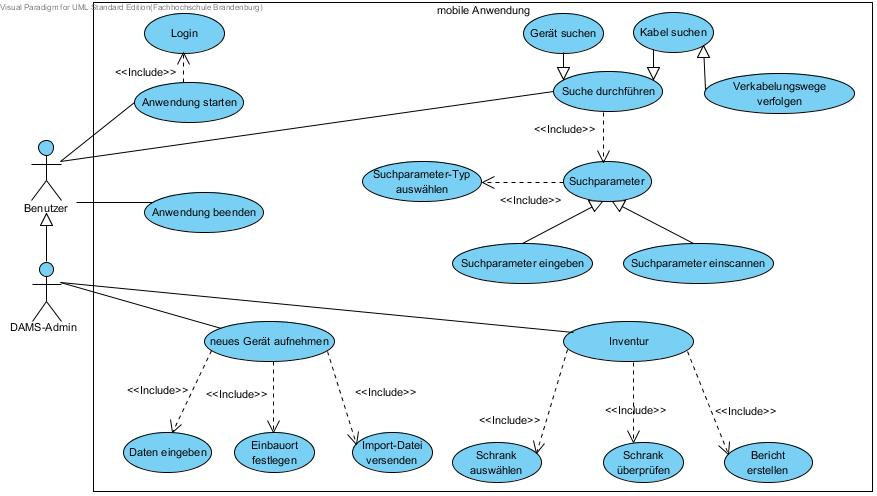 Visual Paradigm for UML Standard Edition(Fachhochschule Brandenburg)
mobile Anwendung
Login
Gerät suchen
Kabel suchen
<<Include>>
Anwendung starten
Suche durchführen
Verkabelungswege
verfolgen
<<Include>>
Suchparameter-Typ
auswählen
Suchparameter
<<Include>>
Benutzer
Anwendung beenden
Suchparameter eingeben
Suchparameter einscannen
DAMS-Admin
neues Gerät aufnehmen
Inventur
<<Include>>
<<Include>>
<<Include>>
<<Include>>
<<Include>>
<<Include>>
Daten eingeben
Einbauort
festlegen
Import-Datei
versenden
Schrank
auswählen
Schrank
überprüfen
Bericht
erstellen